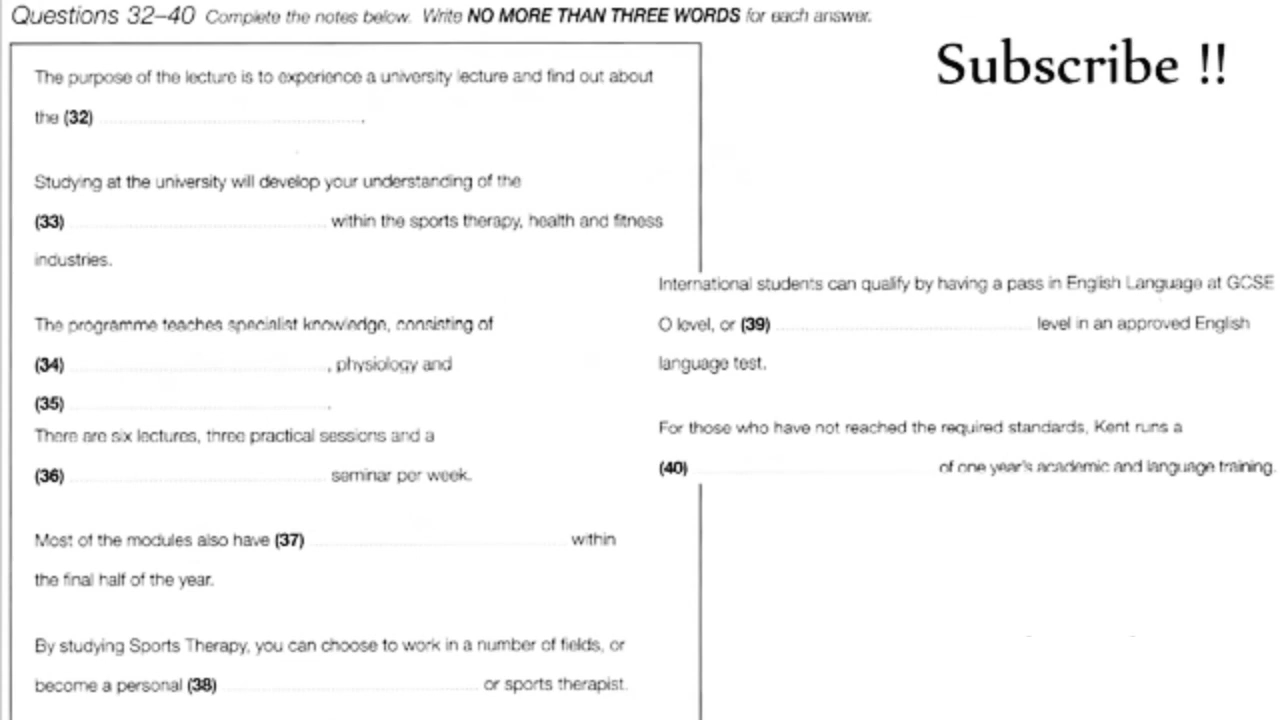 Questions 32–40 Complete the notes below. Write NO MORE THAN THREE WORDS for each answer.
Subscribe !!
The purpose of the lecture is to experience a university lecture and find out about
the (32) ........................ .
Studying at the university will develop your understanding of the
(33) ........................ within the sports therapy, health and fitness
industries.
The programme teaches specialist knowledge, consisting of
(34) ........................ , physiology and
(35) ........................ .
There are six lectures, three practical sessions and a
(36) ........................ seminar per week.
Most of the modules also have (37) ........................ within
the final half of the year.
By studying Sports Therapy, you can choose to work in a number of fields, or
become a personal (38) ........................ or sports therapist.
International students can qualify by having a pass in English Language at GCSE
O level, or (39) ........................ level in an approved English
language test.
For those who have not reached the required standards, Kent runs a
(40) ........................ of one year's academic and language training.